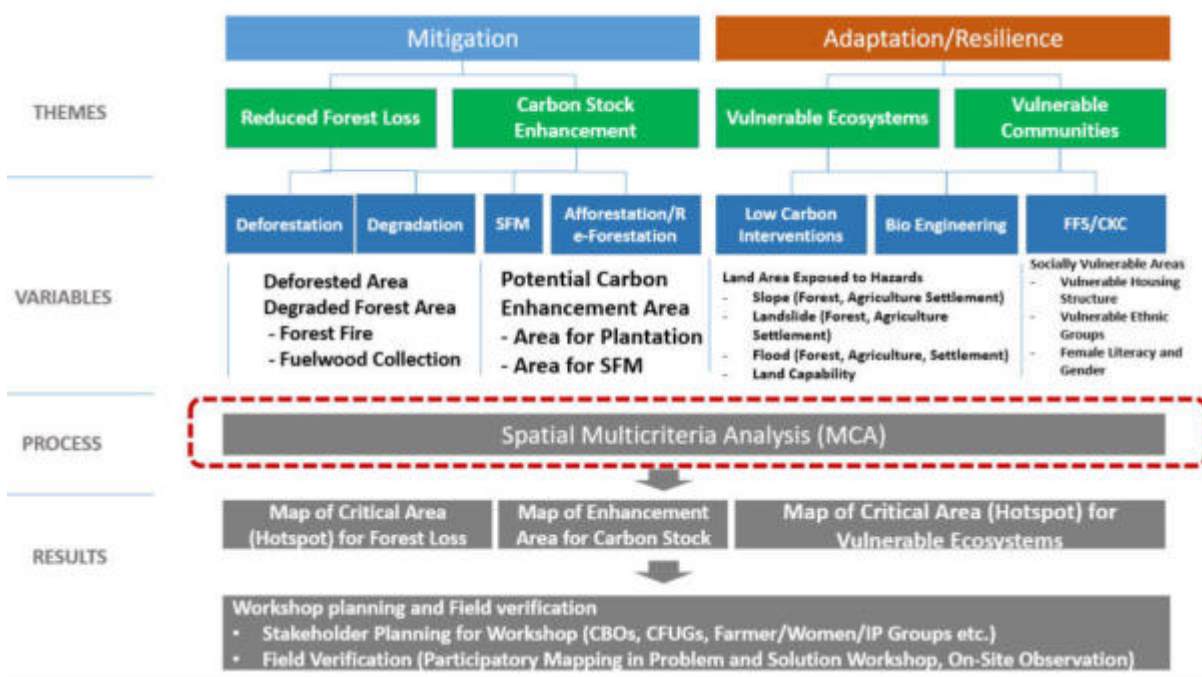 Mitigation
Adaptation/Resilience
THEMES
Reduced Forest Loss
Carbon Stock
Enhancement
Vulnerable Ecosystems
Vulnerable
Communities
VARIABLES
Deforestation
Degradation
SFM
Afforestation/R
e-Forestation
Low Carbon
Interventions
Bio Engineering
FFS/CKC
Deforested Area
Degraded Forest Area
- Forest Fire
- Fuelwood Collection
Potential Carbon
Enhancement Area
- Area for Plantation
- Area for SFM
Land Area Exposed to Hazards
- Slope (Forest, Agriculture Settlement)
- Landslide (Forest, Agriculture
Settlement)
- Flood (Forest, Agriculture, Settlement)
- Land Capability
Socially Vulnerable Areas
- Vulnerable Housing
Structure
- Vulnerable Ethnic
Groups
- Female Literacy and
Gender
PROCESS
Spatial Multicriteria Analysis (MCA)
RESULTS
Map of Critical Area
(Hotspot) for Forest Loss
Map of Enhancement
Area for Carbon Stock
Map of Critical Area (Hotspot) for
Vulnerable Ecosystems
Workshop planning and Field verification
• Stakeholder Planning for Workshop (CBOs, CFUGs, Farmer/Women/IP Groups etc.)
• Field Verification (Participatory Mapping in Problem and Solution Workshop, On-Site Observation)